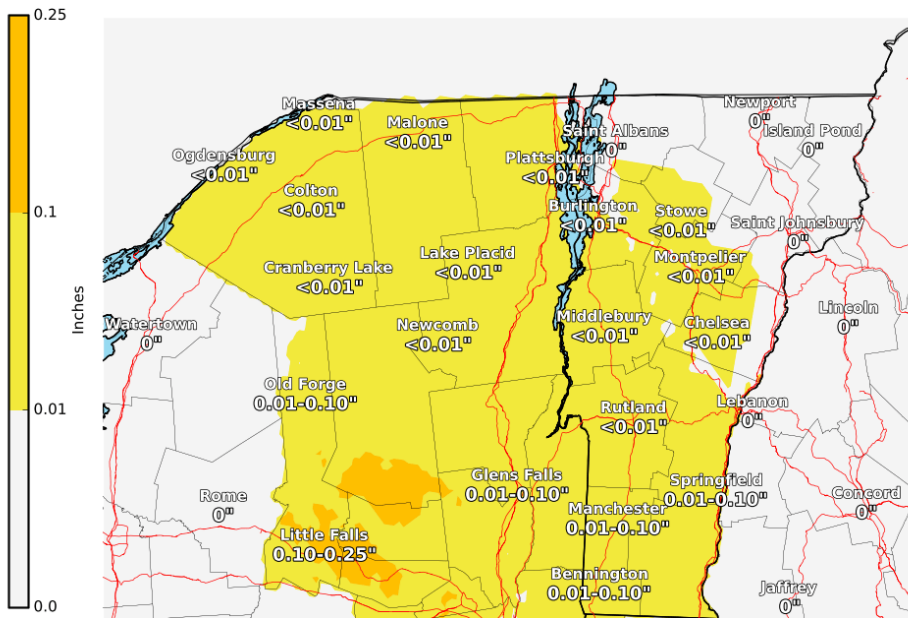 0.25
0.1
0.01
0.0
Inches
Massena
<0.01"
Malone
<0.01"
Newport
0"
Saint Albans
0"
Island Pond
0"
Ogdensburg
<0.01"
Plattsburgh
<0.01"
Colton
<0.01"
Burlington
<0.01"
Stowe
<0.01"
Saint Johnsbury
0"
Lake Placid
<0.01"
Cranberry Lake
<0.01"
Montpelier
<0.01"
Watertown
0"
Newcomb
<0.01"
Middlebury
<0.01"
Chelsea
<0.01"
Lincoln
0"
Old Forge
0.01-0.10"
Rutland
<0.01"
Lebanon
0"
Rome
0"
Glens Falls
0.01-0.10"
Springfield
0.01-0.10"
Concord
0"
Manchester
0.01-0.10"
Little Falls
0.10-0.25"
Bennington
0.01-0.10"
Jaffrey
0"